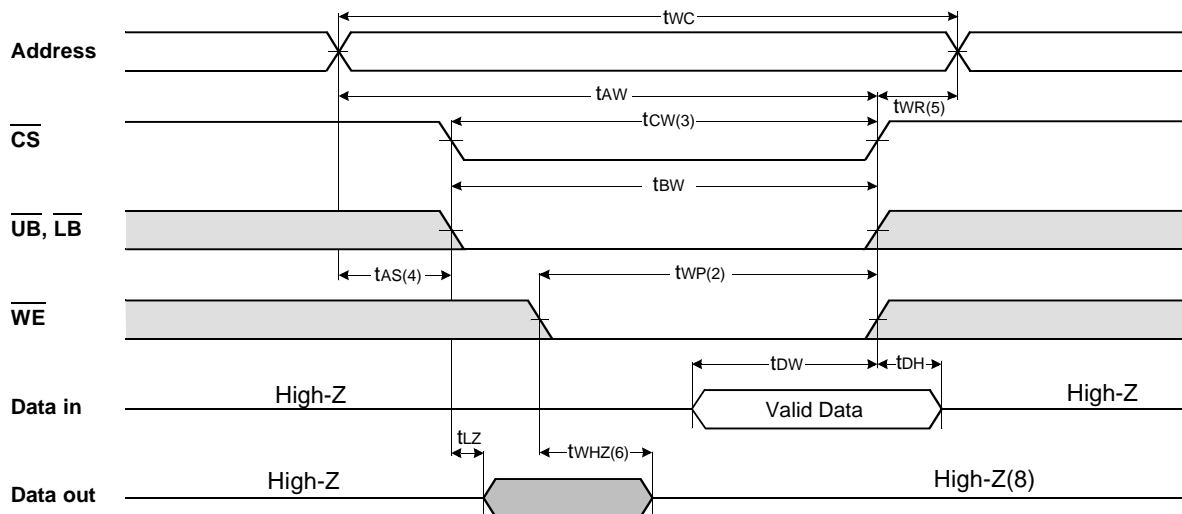 tWC
Address
tAW
tWR(5)
CS
tCW(3)
tBW
UB, LB
tAS(4)
tWP(2)
WE
tDW
tDH
High-Z
High-Z
Data in
Valid Data
tLZ
tWHZ(6)
High-Z
High-Z(8)
Data out